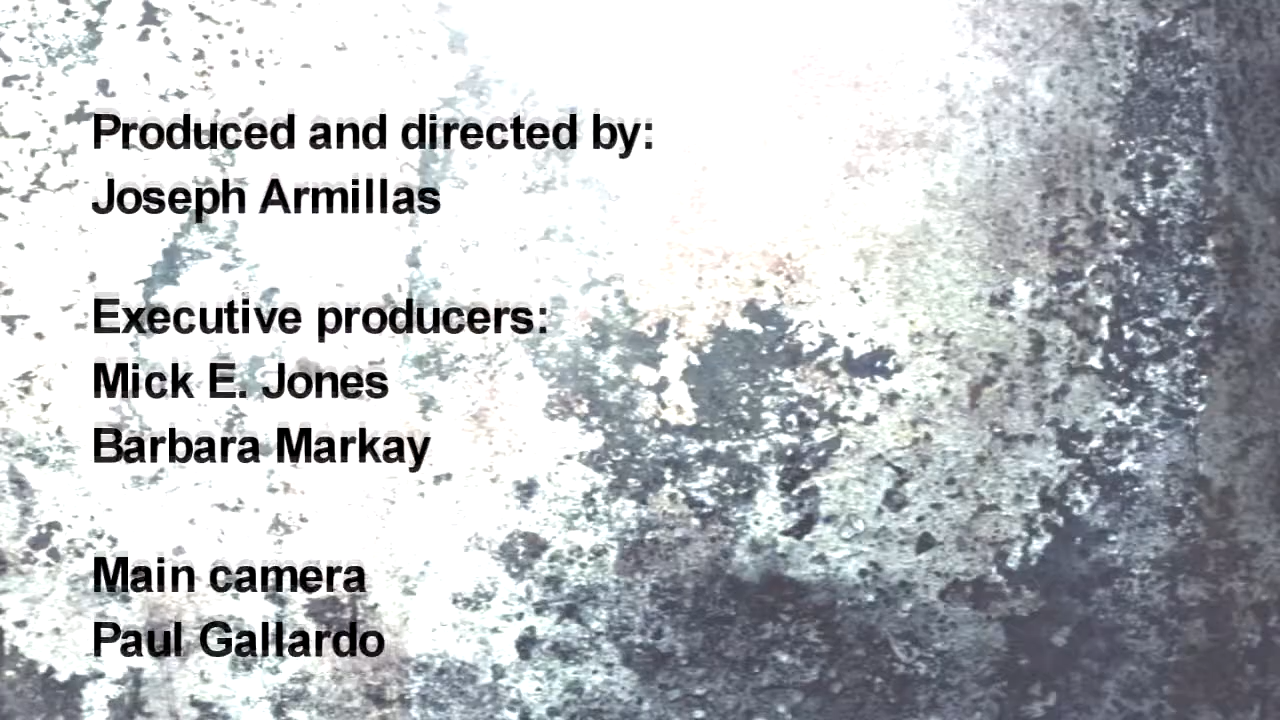 Produced and directed by:
Joseph Armillas
Executive producers:
Mick E. Jones
Barbara Markay
Main camera
Paul Gallardo